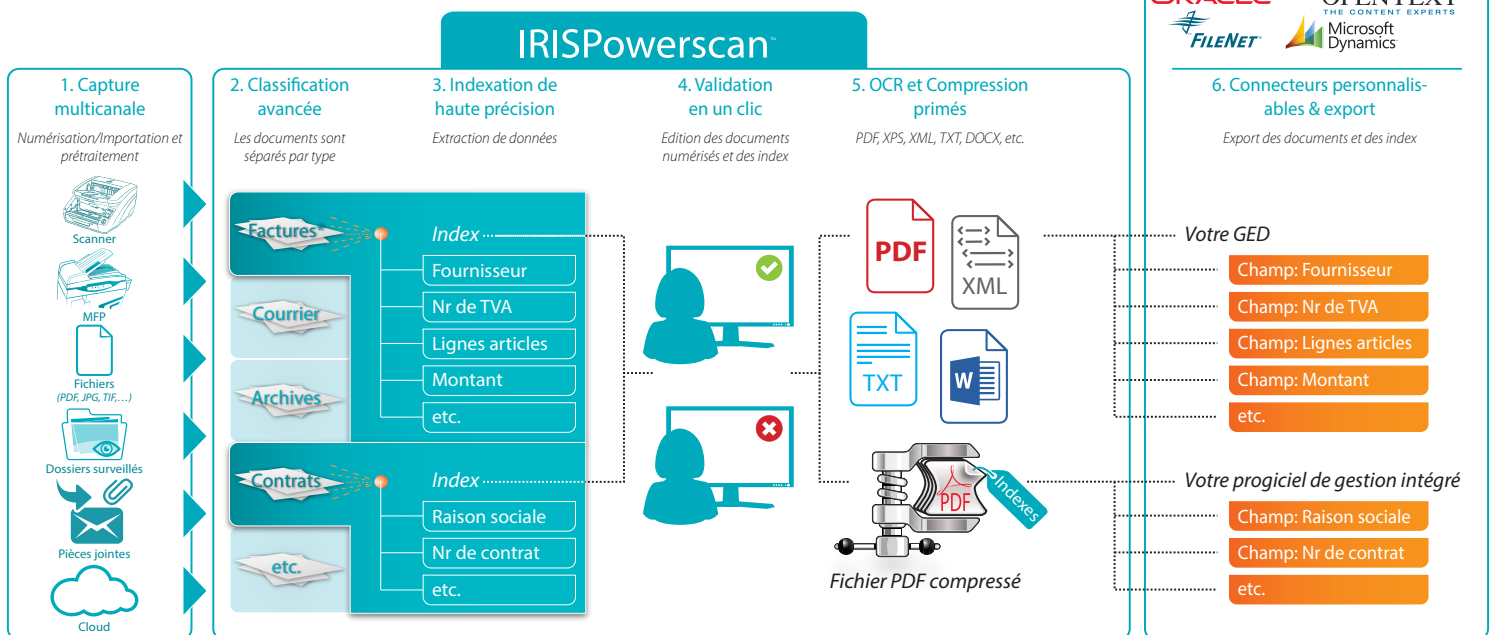 IRISPowerscan™
ORACLE
OPENTEXT
THE CONTENT EXPERTS
FILENET
Microsoft
Dynamics
1. Capture
multicanale
Numérisation/Importation et
prétraitement
Scanner
MFP
Fichiers
(PDF, JPG, TIF,…)
Dossiers surveillés
Pièces jointes
Cloud
2. Classification
avancée
Les documents sont
séparés par type
Factures*
Courrier
Archives
Contrats
etc.
3. Indexation de
haute précision
Extraction de données
Index
Fournisseur
Nr de TVA
Lignes articles
Montant
etc.
Index
Raison sociale
Nr de contrat
etc.
4. Validation
en un clic
Edition des documents
numérisés et des index
5. OCR et Compression
primés
PDF, XPS, XML, TXT, DOCX, etc.
PDF
XML
TXT
W
PDF
Indexes
Fichier PDF compressé
6. Connecteurs personnalis-
ables & export
Export des documents et des index
Votre GED
Champ: Fournisseur
Champ: Nr de TVA
Champ: Lignes articles
Champ: Montant
etc.
Votre progiciel de gestion intégré
Champ: Raison sociale
Champ: Nr de contrat
etc.